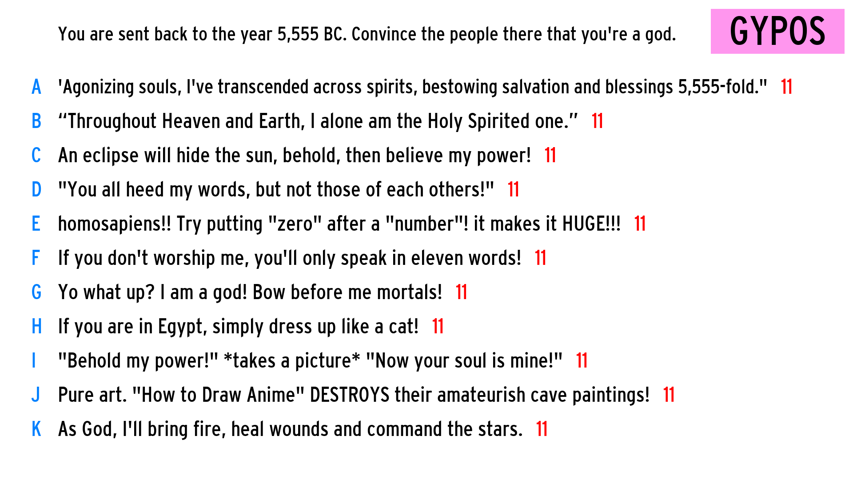 You are sent back to the year 5,555 BC. Convince the people there that you're a god.
GYPOS
A 'Agonizing souls, I've transcended across spirits, bestowing salvation and blessings 5,555-fold." 11
B “Throughout Heaven and Earth, I alone am the Holy Spirited one.” 11
C An eclipse will hide the sun, behold, then believe my power! 11
D "You all heed my words, but not those of each others!" 11
E homosapiens!! Try putting "zero" after a "number"! it makes it HUGE!!! 11
F If you don't worship me, you'll only speak in eleven words! 11
G Yo what up? I am a god! Bow before me mortals! 11
H If you are in Egypt, simply dress up like a cat! 11
I "Behold my power!" *takes a picture* "Now your soul is mine!" 11
J Pure art. "How to Draw Anime" DESTROYS their amateurish cave paintings! 11
K As God, I'll bring fire, heal wounds and command the stars. 11